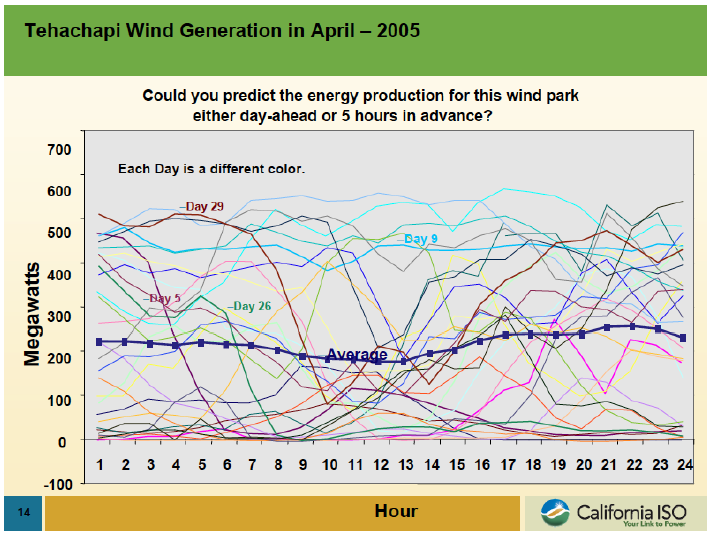 Tehachapi Wind Generation in April – 2005
Could you predict the energy production for this wind park
either day-ahead or 5 hours in advance?
Each Day is a different color.
Megawatts
700
600
500
400
300
200
100
0
-100
–Day 29
–Day 9
–Day 5
–Day 26
Average
1 2 3 4 5 6 7 8 9 10 11 12 13 14 15 16 17 18 19 20 21 22 23 24
14
Hour
California ISO
Your Link to Power